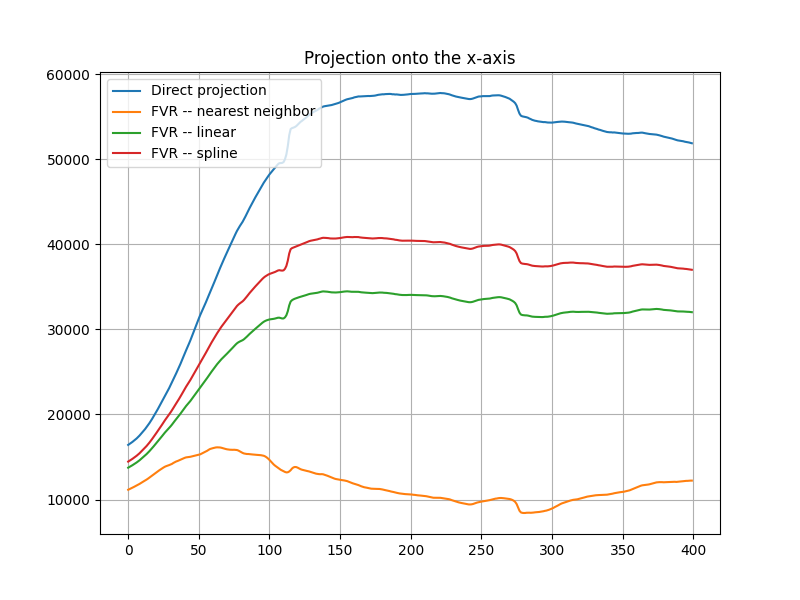 Projection onto the x-axis
Direct projection
FVR -- nearest neighbor
FVR -- linear
FVR -- spline
60000
50000
40000
30000
20000
10000
0 50 100 150 200 250 300 350 400